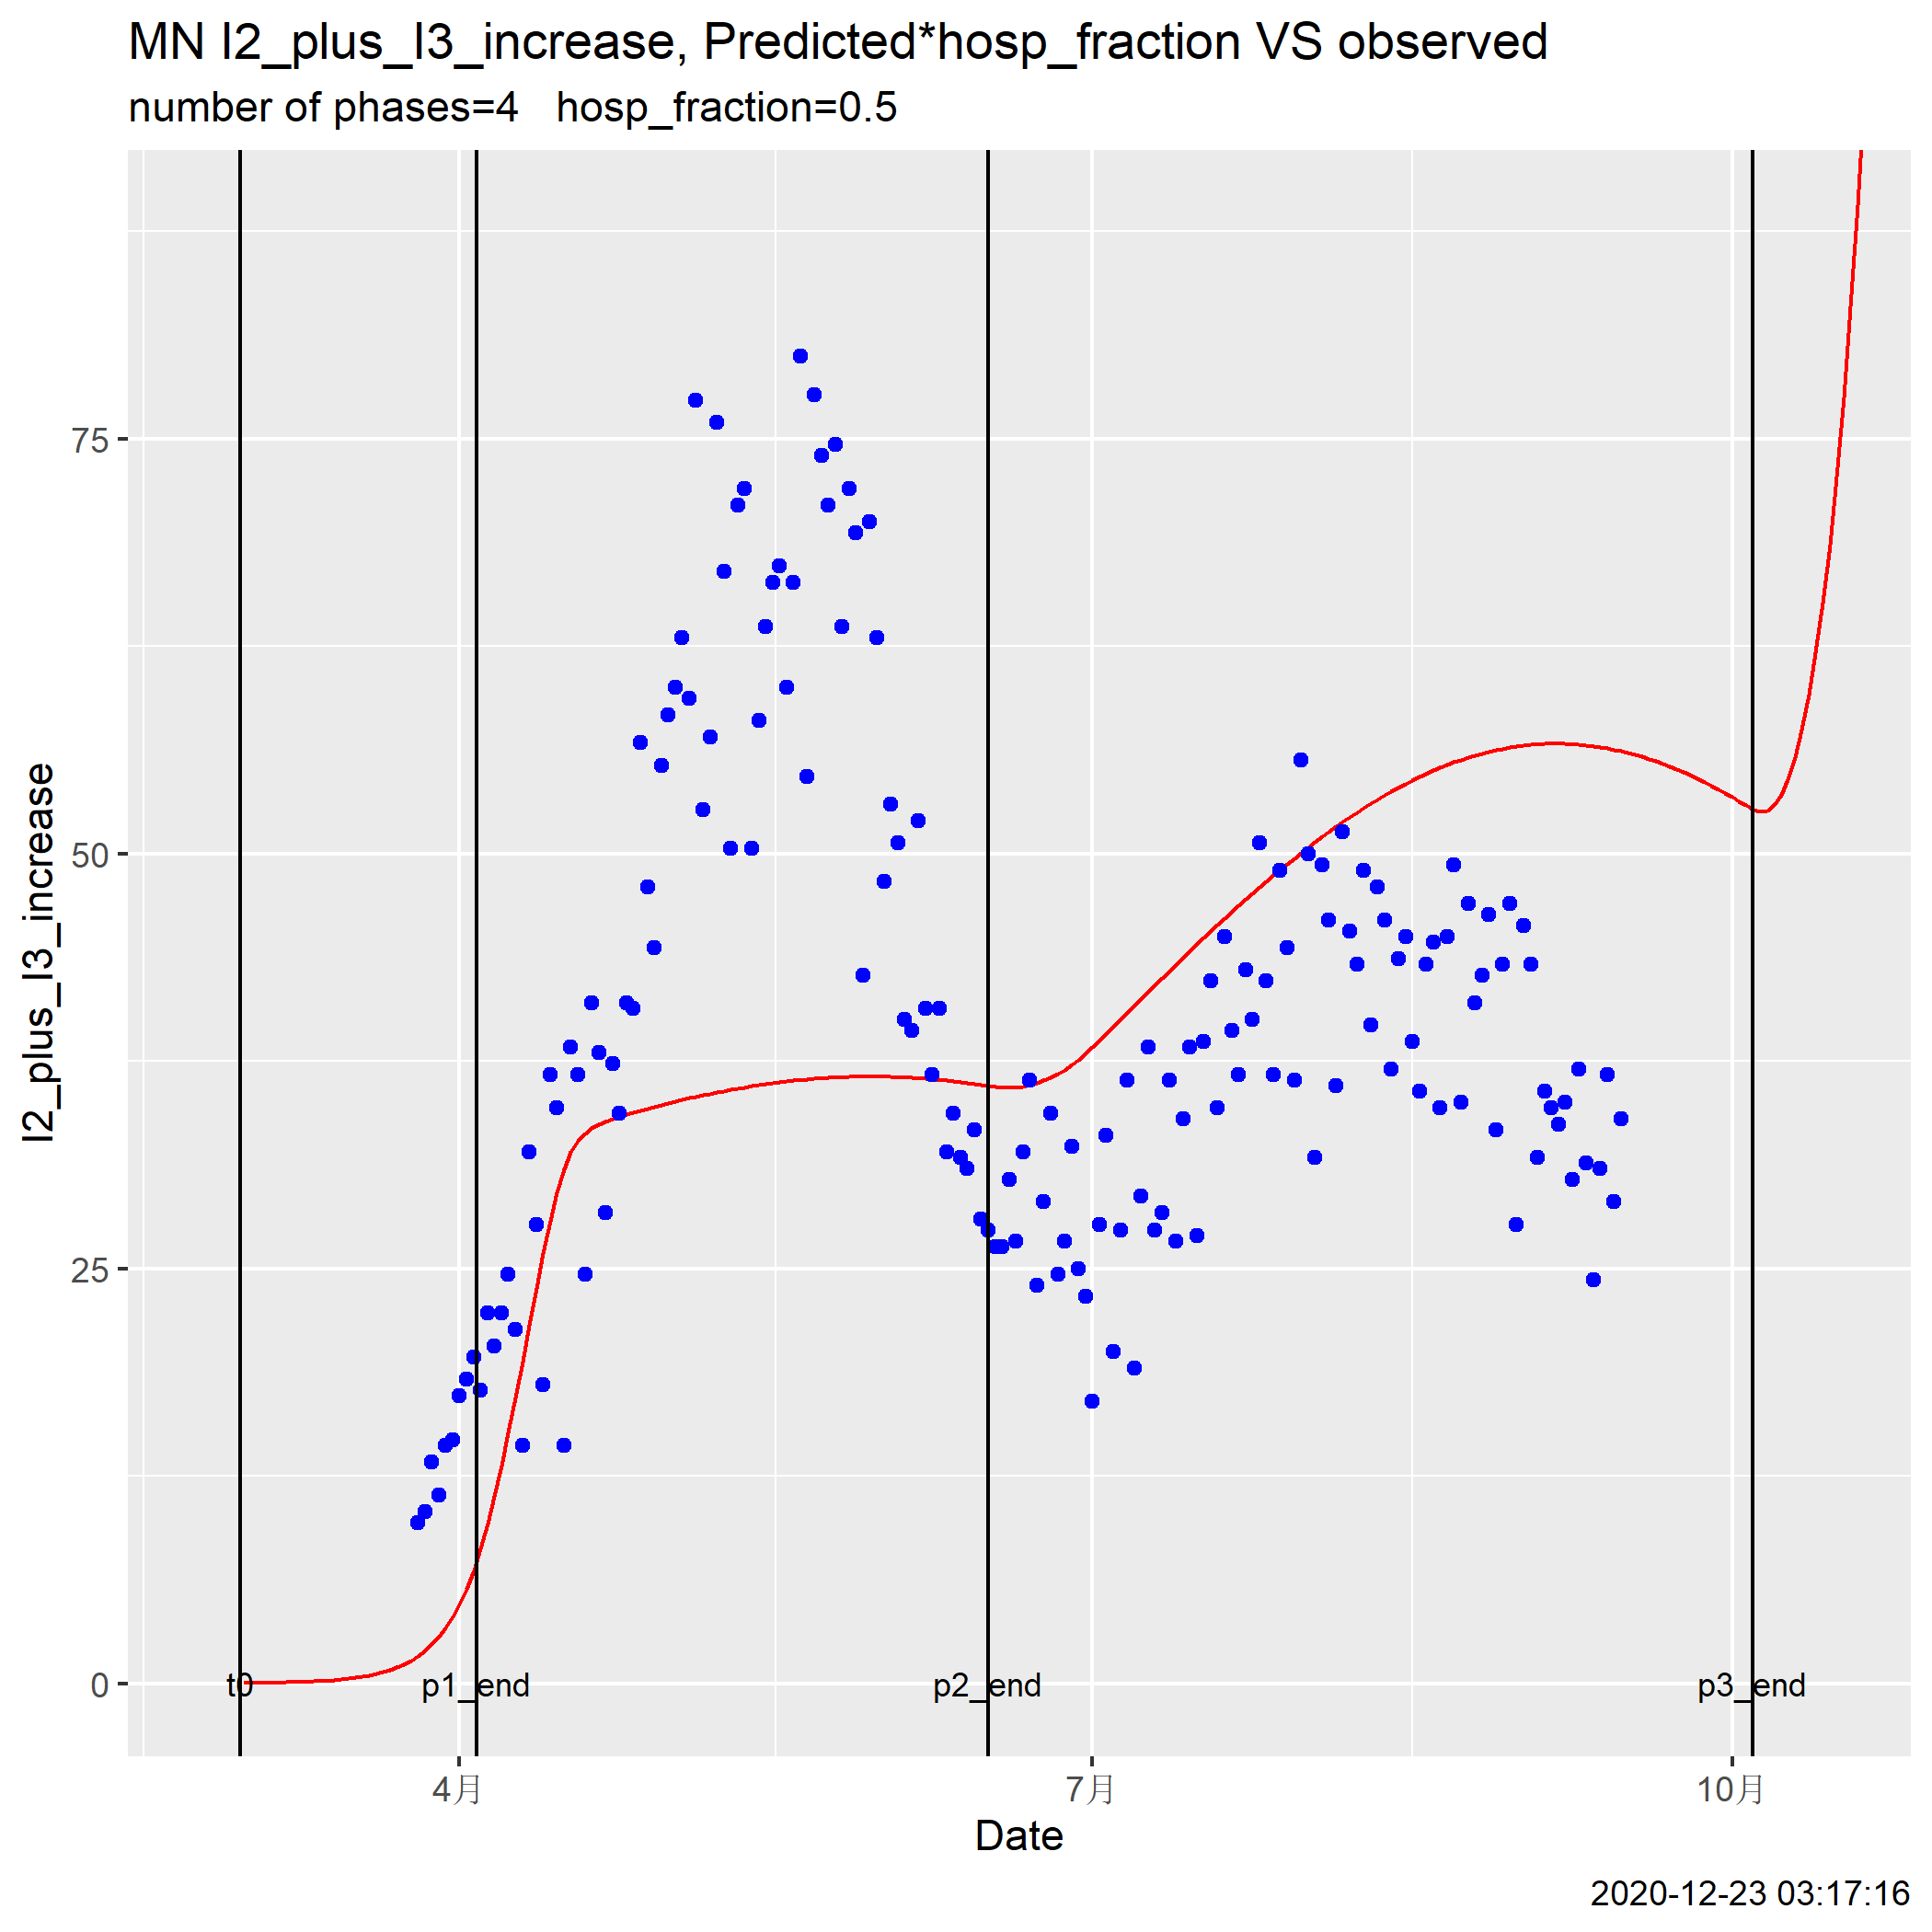 MN I2_plus_I3_increase, Predicted*hosp_fraction VS observed
number of phases=4   hosp_fraction=0.5
I2_plus_I3_increase
75
50
25
0
t0
p1_end
p2_end
p3_end
4月
7月
10月
Date
2020-12-23 03:17:16